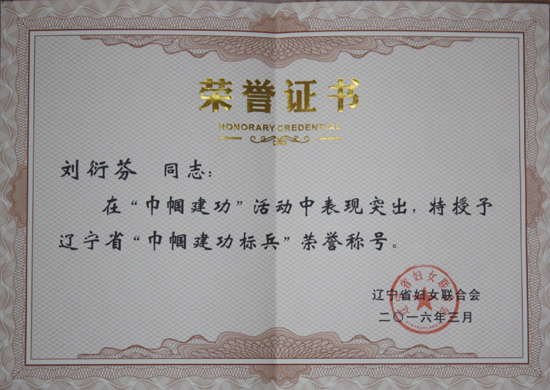 荣誉证书
HONORARY CREDENTIAL
刘衍芬 同志：
在“巾帼建功”活动中表现突出，特授予
辽宁省“巾帼建功标兵”荣誉称号。
辽宁省妇女联合会
二〇一六年三月